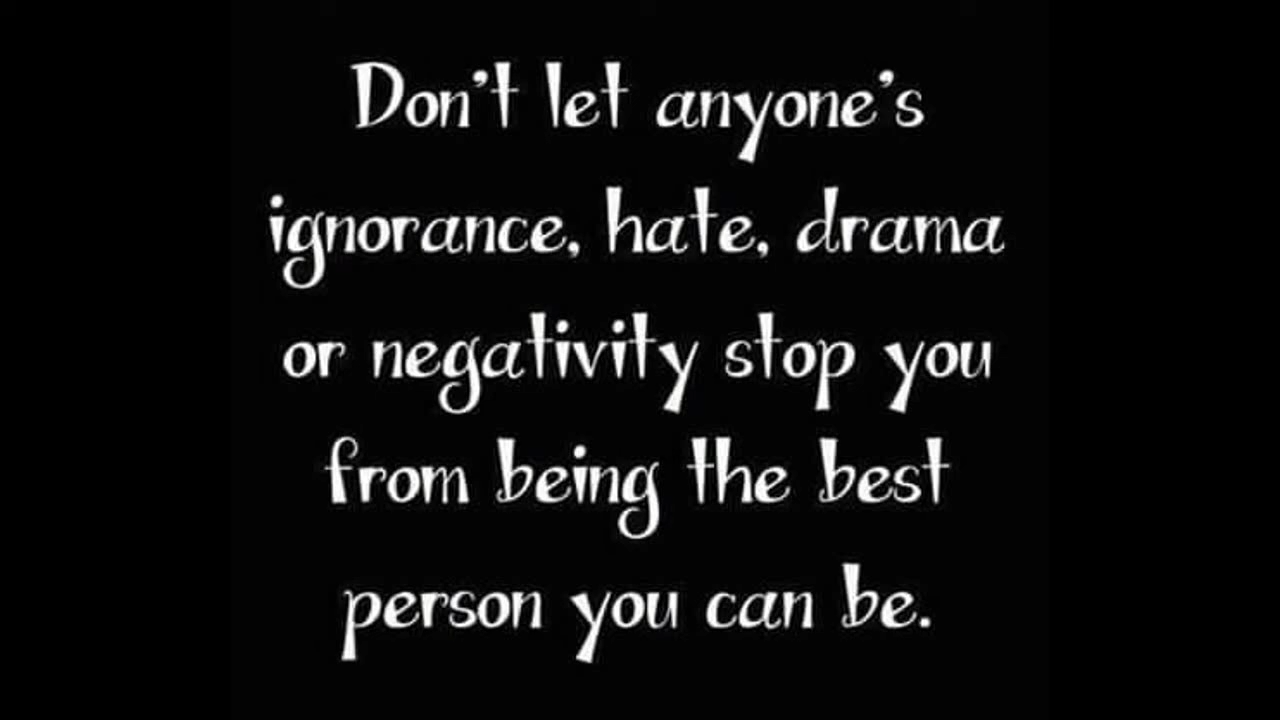 Don't let anyone's
ignorance, hate, drama
or negativity stop you
from being the best
person you can be.